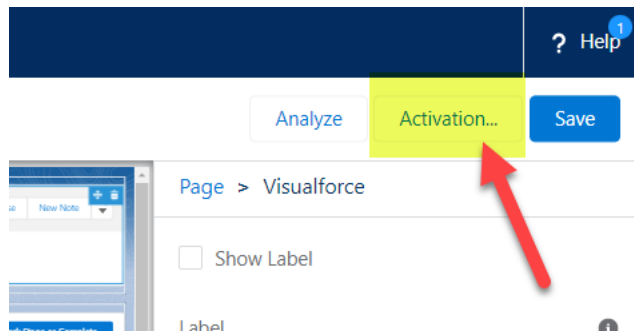 ? Help
1
Analyze
Activation...
Save
Page > Visualforce
New Note
Show Label
Label